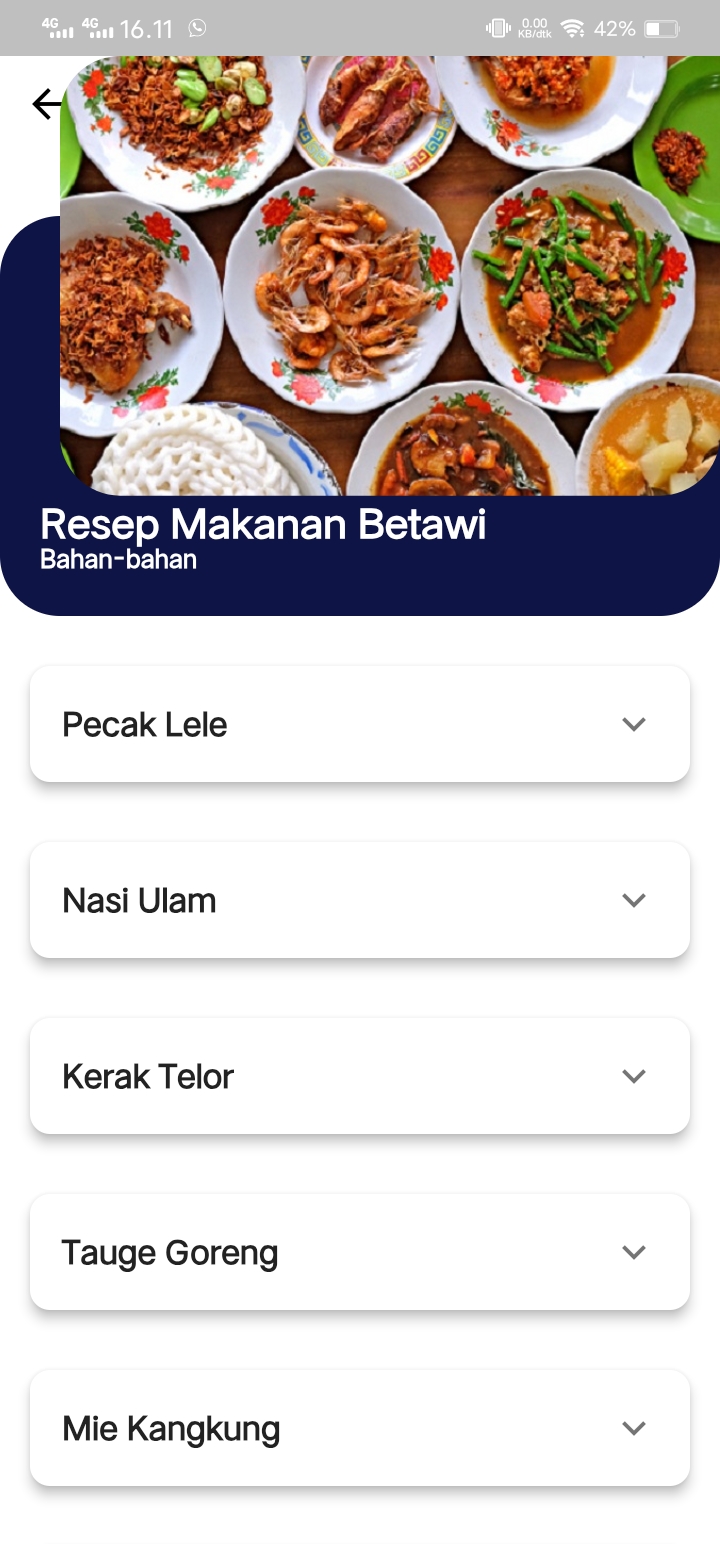 4G 4G 16.11 0.00 KB/dtk 42%
Resep Makanan Betawi
Bahan-bahan
Pecak Lele
Nasi Ulam
Kerak Telor
Tauge Goreng
Mie Kangkung